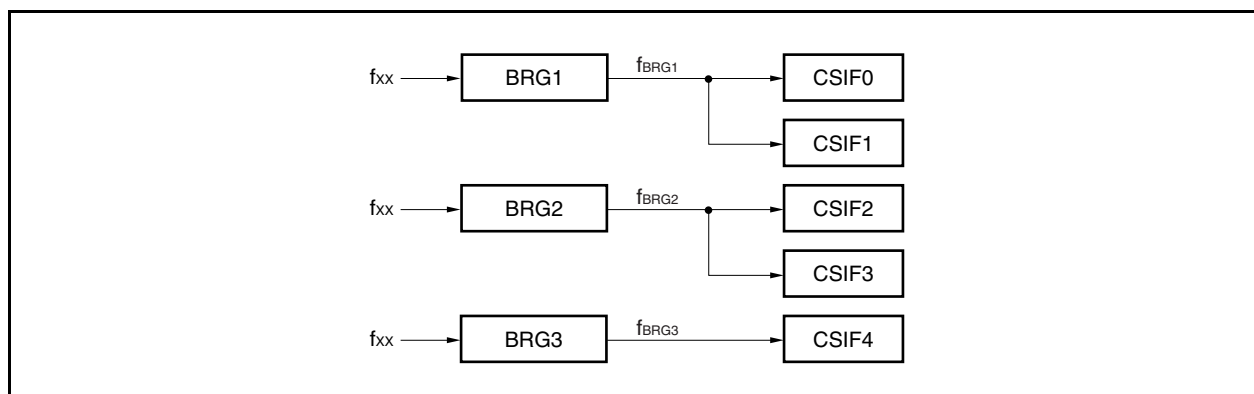 fxx BRG1 fBRG1 CSIF0
CSIF1
fxx BRG2 fBRG2 CSIF2
CSIF3
fxx BRG3 fBRG3 CSIF4